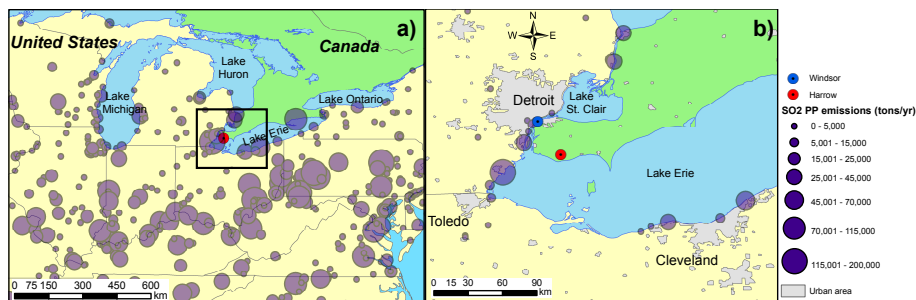 a)
United States
Canada
Lake
Huron
Lake
Michigan
Lake Ontario
Lake Erie
0 75 150 300 450 600
km
b)
N
W E
S
Detroit
Lake
St. Clair
Lake Erie
Toledo
Cleveland
0 15 30 60 90
km
Windsor
Harrow
SO2 PP emissions (tons/yr)
0 - 5,000
5,001 - 15,000
15,001 - 25,000
25,001 - 45,000
45,001 - 70,000
70,001 - 115,000
115,001 - 200,000
Urban area